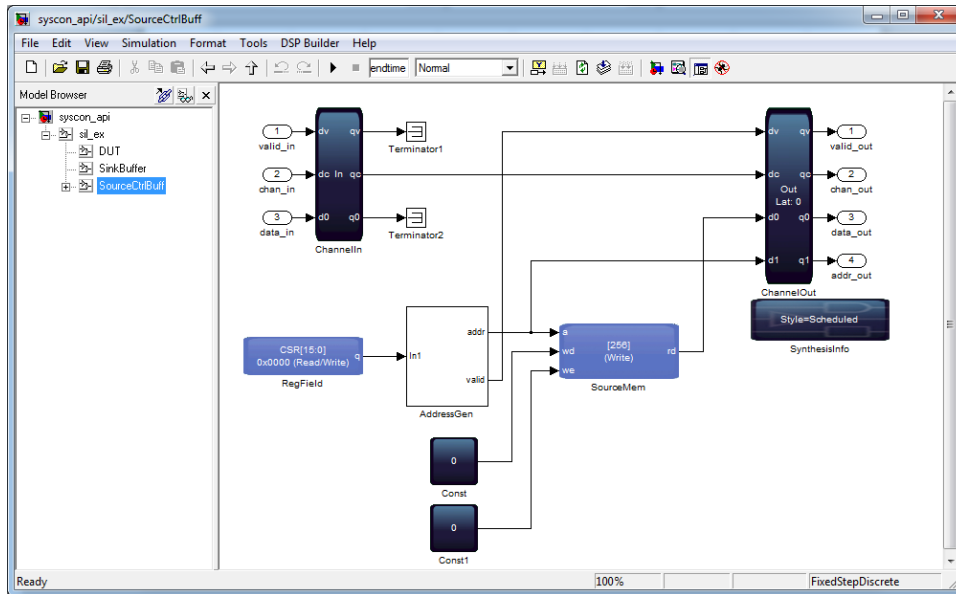 syscon_api/sil_ex/SourceCtrlBuff
File Edit View Simulation Format Tools DSP Builder Help
endtime Normal
Model Browser
syscon_api
sil_ex
DUT
SinkBuffer
SourceCtrlBuff
1
valid_in
2
chan_in
3
data_in
dv qv
dc In qc
d0 q0
ChannelIn
Terminator1
Terminator2
dv qv
dc qc
Out
Lat: 0
d0 q0
d1 q1
ChannelOut
1
valid_out
2
chan_out
3
data_out
4
addr_out
Style=Scheduled
SynthesisInfo
CSR[15:0]
0x0000 (Read/Write)
q
RegField
In1
addr
valid
AddressGen
a
wd
we
[256]
(Write)
rd
SourceMem
0
Const
0
Const1
Ready 100% FixedStepDiscrete